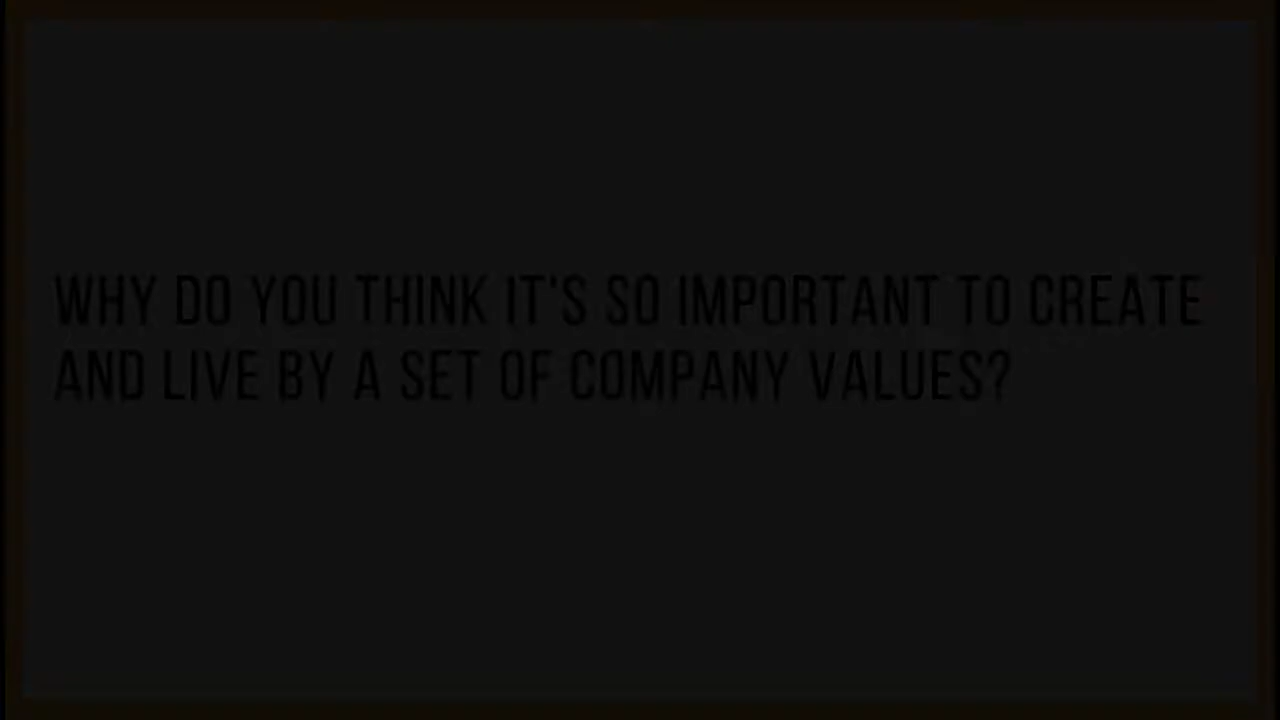 WHY DO YOU THINK IT'S SO IMPORTANT TO CREATE
AND LIVE BY A SET OF COMPANY VALUES?